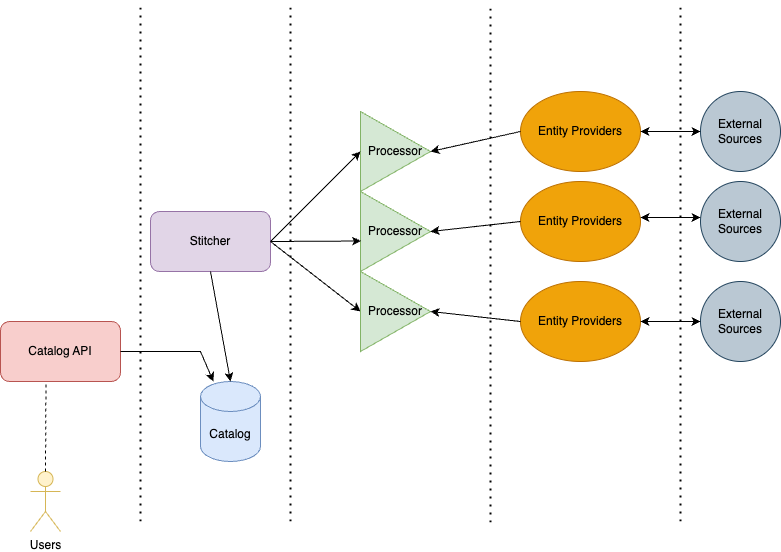 External
Sources
Processor
Entity Providers
Stitcher
Processor
Entity Providers
External
Sources
Processor
Entity Providers
External
Sources
Catalog API
Catalog
Users